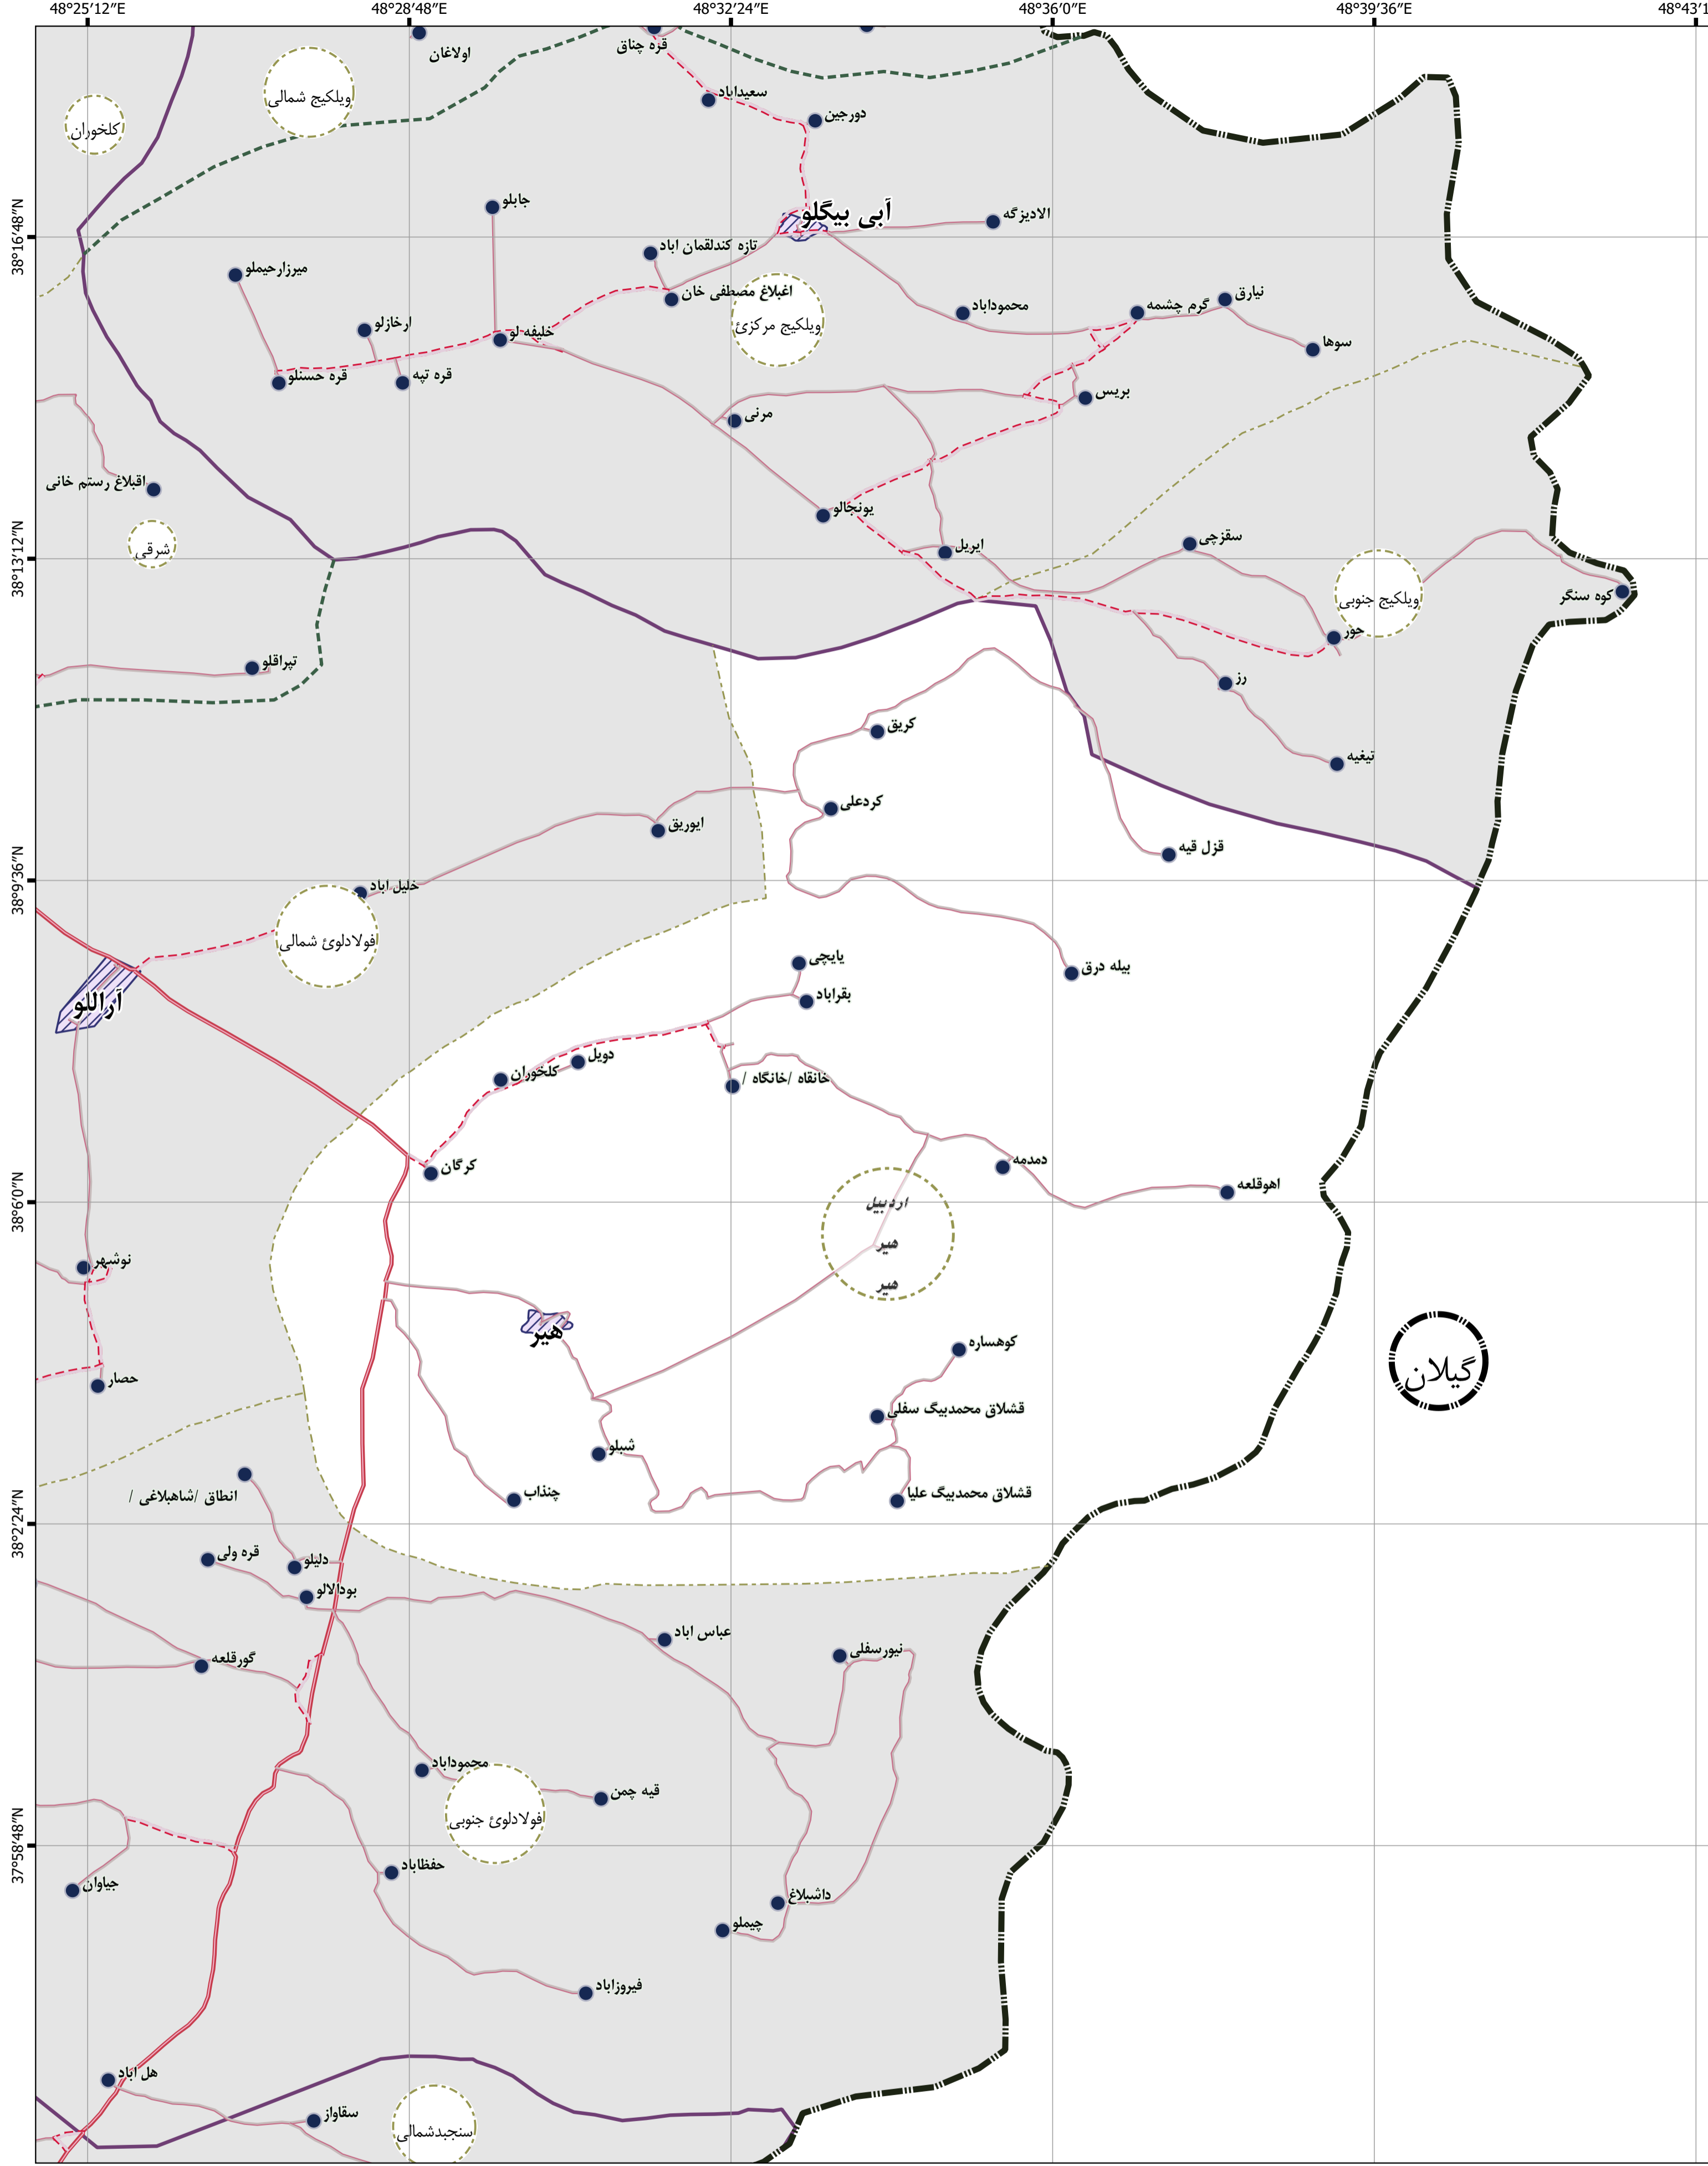 48°25'12"E
48°28'48"E
48°32'24"E
48°36'0"E
48°39'36"E
48°43'1
اولاغان
قره چناق
ویلکیج شمالی
سعیداباد
دورجین
کلخوران
جابلو
آبی بیگلو
الادیزگه
38°16'48"N
تازه کندلقمان اباد
میرزارحیملو
اغبلاغ مصطفی خان
نیارق
گرم چشمه
محموداباد
ویلکیج مرکزئ
ارخازلو
خلیفه لو
سوها
قره حسنلو
قره تپه
بریس
مرنی
اقبلاغ رستم خانی
یونجالو
سقزچی
ایریل
شرقی
38°13'12"N
ویلکیج جنوبی
کوه سنگر
جور
تپراقلو
رز
کریق
تیغیه
کردعلی
ایوریق
قزل قیه
38°9'36"N
خلیل اباد
فولادلوئ شمالی
یایچی
بیله درق
بقراباد
آراللو
دویل
کلخوران
خانقاه /خانگاه /
کرگان
دمدمه
اهوقلعه
38°6'0"N
اردبیل
هیر
هیر
نوشهر
هیر
کوهساره
گیلان
حصار
قشلاق محمدبیگ سفلی
شبلو
چنذاب
قشلاق محمدبیگ علیا
انطاق /شاهبلاغی /
38°2'24"N
قره ولی
دلیلو
بودالالو
عباس اباد
نیورسفلی
گورقلعه
محموداباد
قیه چمن
فولادلوئ جنوبی
37°58'48"N
حفظاباد
جیاوان
داشبلاغ
چیملو
فیروزاباد
هل اباد
سقاواز
سنجبدشمالی